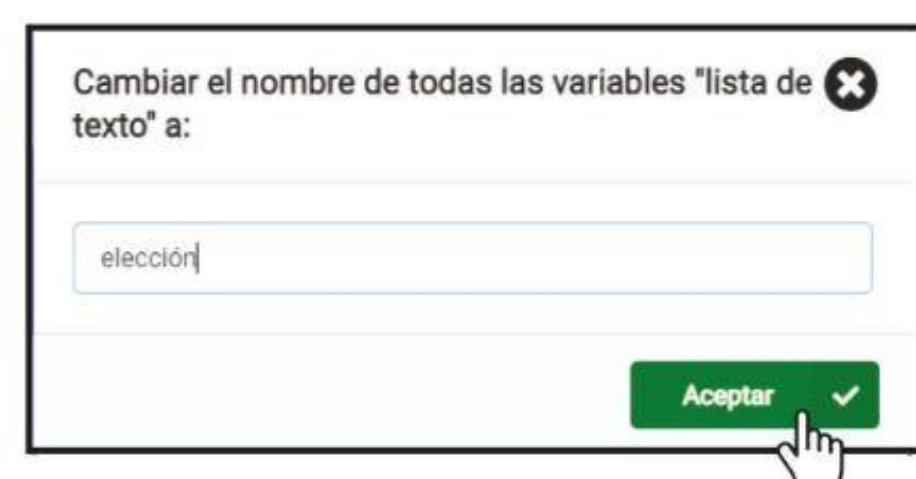 Cambiar el nombre de todas las variables "lista de
texto" a:
elección
Aceptar